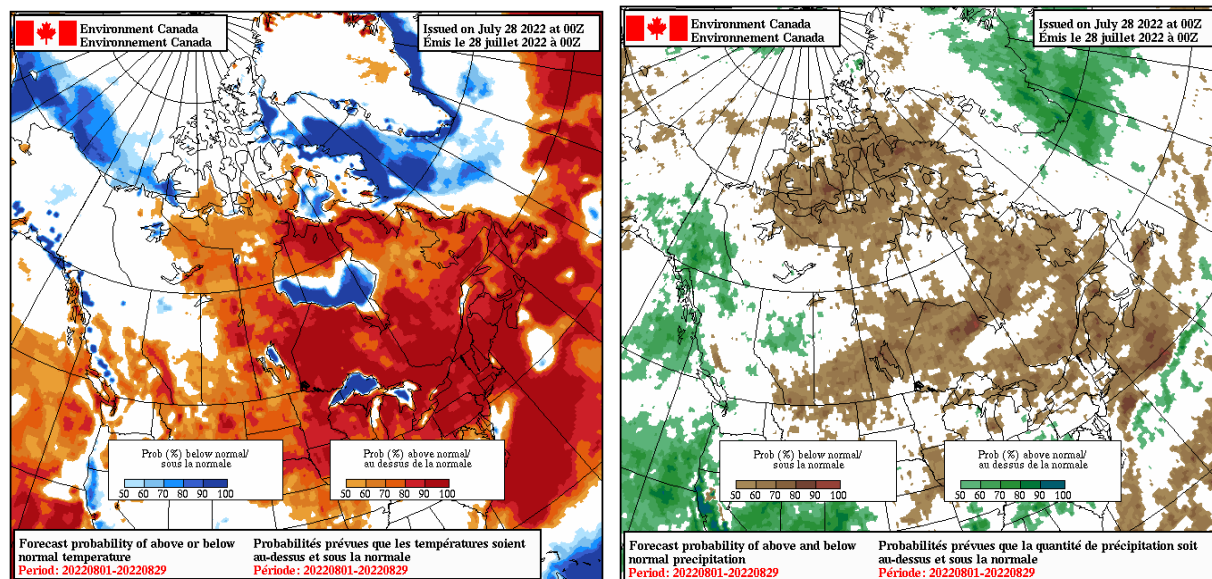 Environment Canada
Environnement Canada
Issued on July 28 2022 at 00Z
Émis le 28 juillet 2022 à 00Z
Prob (%) below normal/
sous la normale
50 60 70 80 90 100
Prob (%) above normal/
au dessus de la normale
50 60 70 80 90 100
Forecast probability of above or below
normal temperature
Period: 20220801-20220829
Probabilités prévues que les températures soient
au-dessus et sous la normale
Période: 20220801-20220829
Environment Canada
Environnement Canada
Issued on July 28 2022 at 00Z
Émis le 28 juillet 2022 à 00Z
Prob (%) below normal/
sous la normale
50 60 70 80 90 100
Prob (%) above normal/
au dessus de la normale
50 60 70 80 90 100
Forecast probability of above and below
normal precipitation
Period: 20220801-20220829
Probabilités prévues que la quantité de précipitation soit
au-dessus et sous la normale
Période: 20220801-20220829